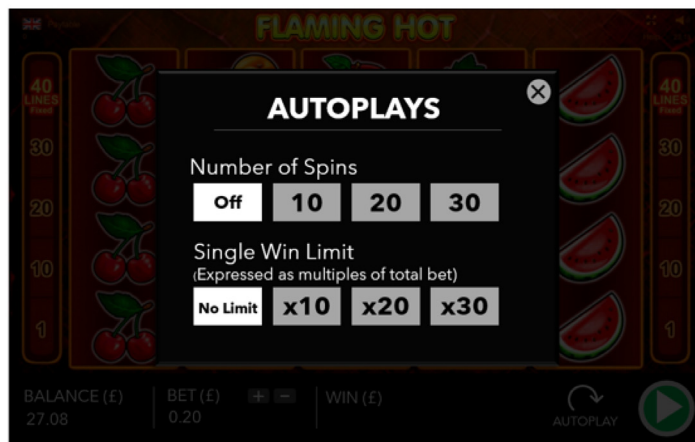 FLAMING HOT
40
LINES
Fixed
30
20
10
1
40
LINES
Fixed
30
20
10
1
AUTOPLAYS
Number of Spins
Off 10 20 30
Single Win Limit
(Expressed as multiples of total bet)
No Limit x10 x20 x30
BALANCE (£) BET (£) + − WIN (£)
27.08 0.20
AUTOPLAY